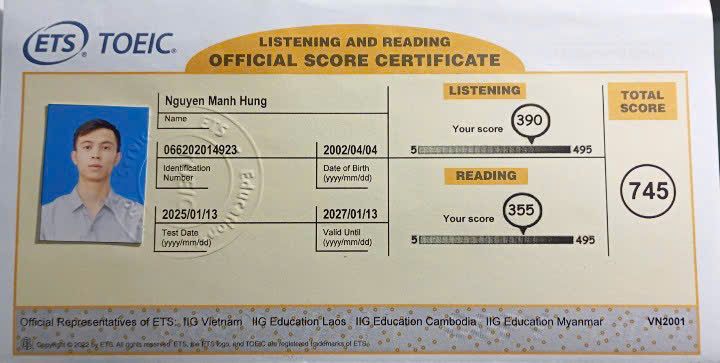 ETS TOEIC®
LISTENING AND READING
OFFICIAL SCORE CERTIFICATE
Nguyen Manh Hung
Name
066202014923
Identification
Number
2002/04/04
Date of Birth
(yyyy/mm/dd)
2025/01/13
Test Date
(yyyy/mm/dd)
2027/01/13
Valid Until
(yyyy/mm/dd)
LISTENING
Your score 390
5 495
READING
Your score 355
5 495
TOTAL
SCORE
745
Official Representatives of ETS: IIG Vietnam IIG Education Laos IIG Education Cambodia IIG Education Myanmar VN2001
Copyright © 2022 by ETS. All rights reserved. ETS, the ETS logo, and TOEIC are registered trademarks of ETS.